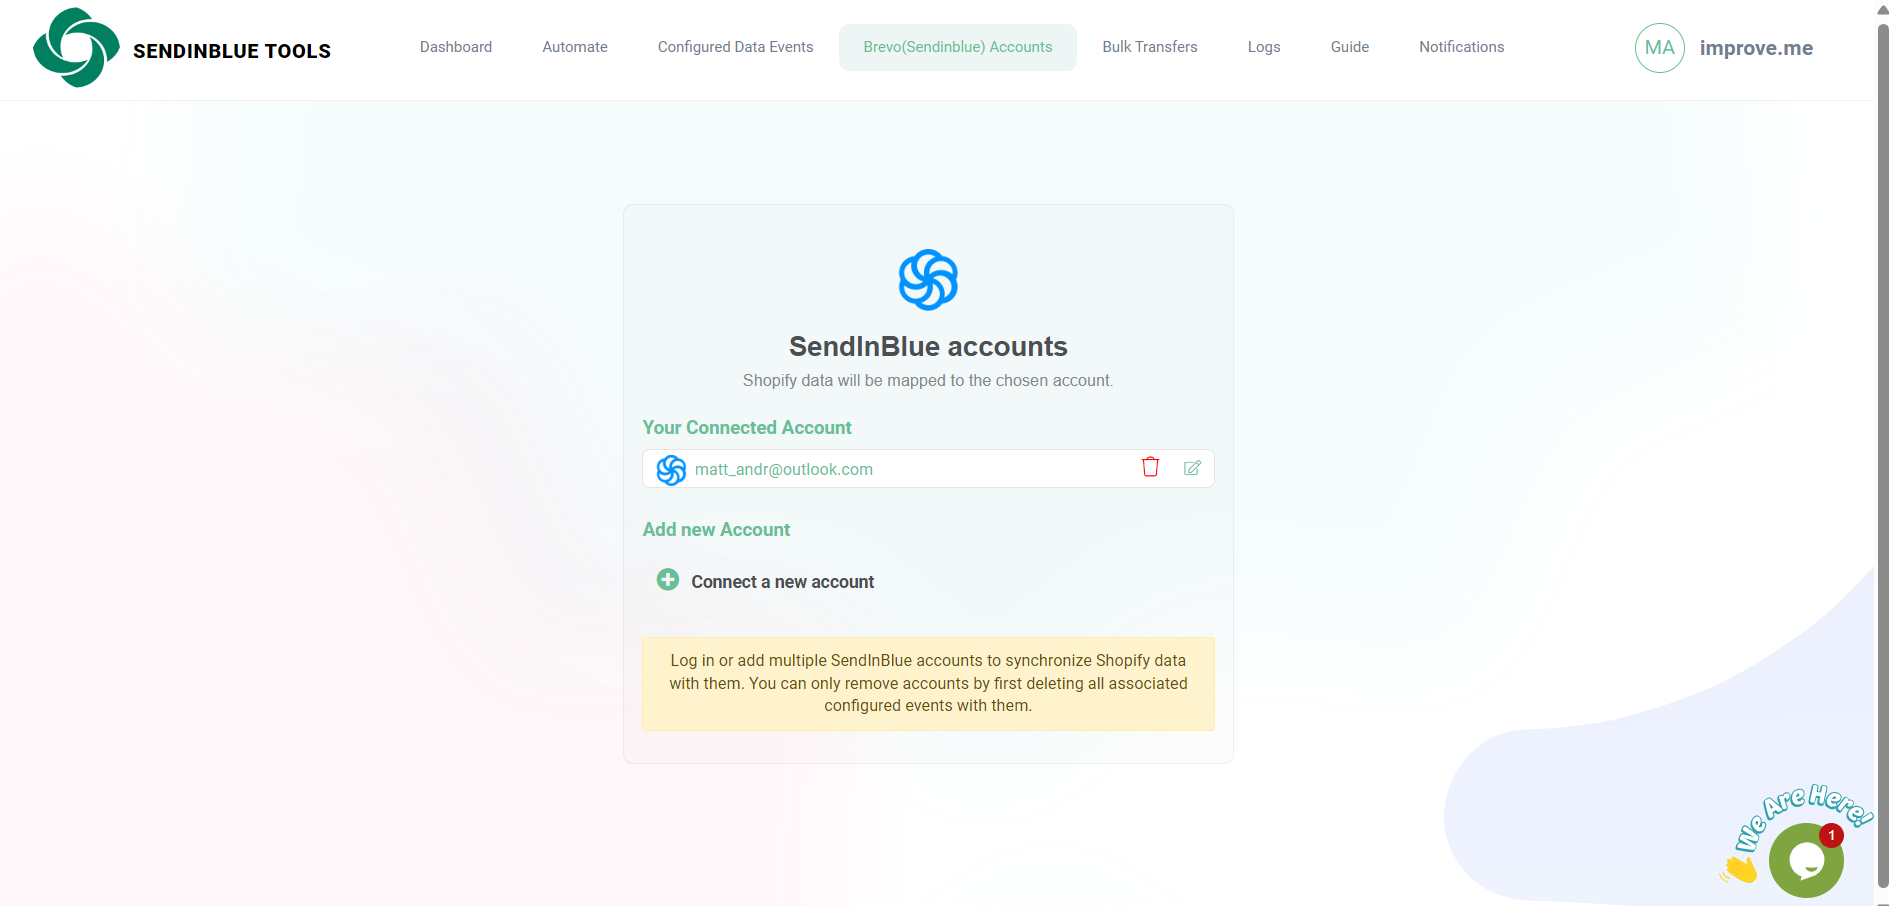 SENDINBLUE TOOLS
Dashboard
Automate
Configured Data Events
Brevo(Sendinblue) Accounts
Bulk Transfers
Logs
Guide
Notifications
MA
improve.me
SendInBlue accounts
Shopify data will be mapped to the chosen account.
Your Connected Account
matt_andr@outlook.com
Add new Account
Connect a new account
Log in or add multiple SendInBlue accounts to synchronize Shopify data
with them. You can only remove accounts by first deleting all associated
configured events with them.
We Are Here!
1